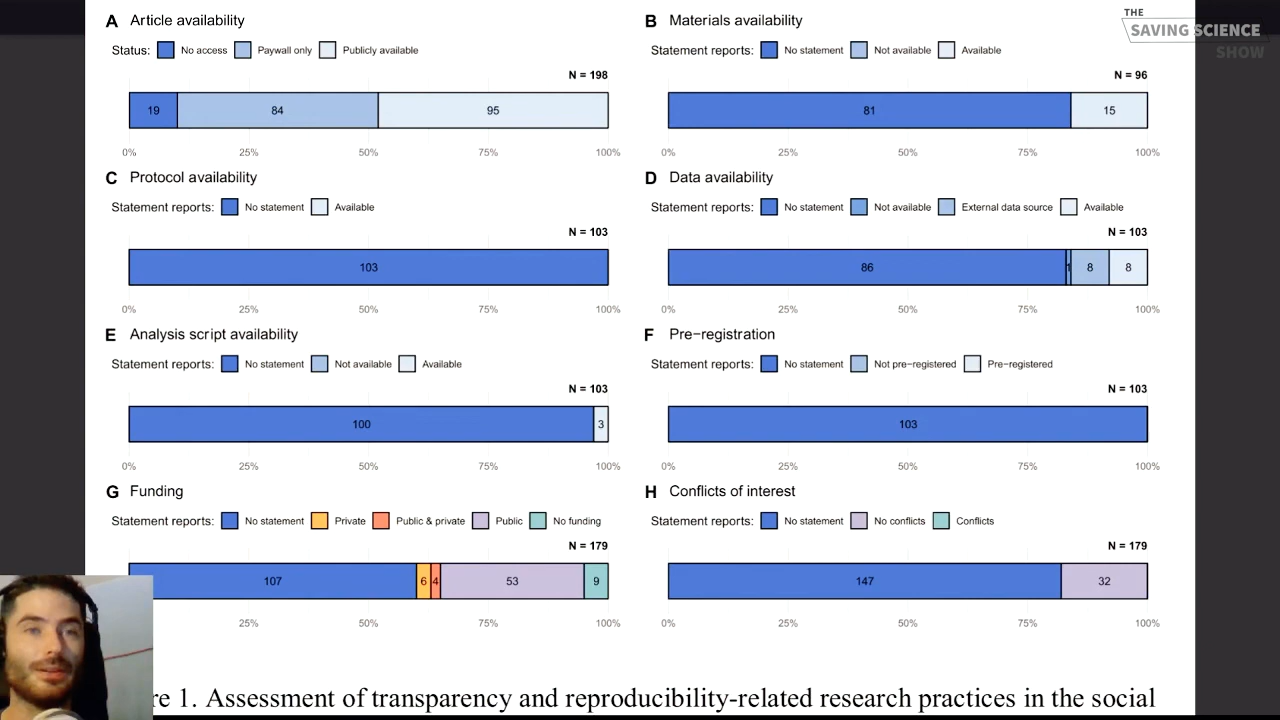 THE
SAVING SCIENCE
SHOW
A Article availability
Status: No access Paywall only Publicly available
N = 198
19 84 95
0% 25% 50% 75% 100%
B Materials availability
Statement reports: No statement Not available Available
N = 96
81 15
0% 25% 50% 75% 100%
C Protocol availability
Statement reports: No statement Available
N = 103
103
0% 25% 50% 75% 100%
D Data availability
Statement reports: No statement Not available External data source Available
N = 103
86 1 8 8
0% 25% 50% 75% 100%
E Analysis script availability
Statement reports: No statement Not available Available
N = 103
100 3
0% 25% 50% 75% 100%
F Pre−registration
Statement reports: No statement Not pre−registered Pre−registered
N = 103
103
0% 25% 50% 75% 100%
G Funding
Statement reports: No statement Private Public & private Public No funding
N = 179
107 6 4 53 9
25% 50% 75% 100%
H Conflicts of interest
Statement reports: No statement No conflicts Conflicts
N = 179
147 32
0% 25% 50% 75% 100%
re 1. Assessment of transparency and reproducibility-related research practices in the social